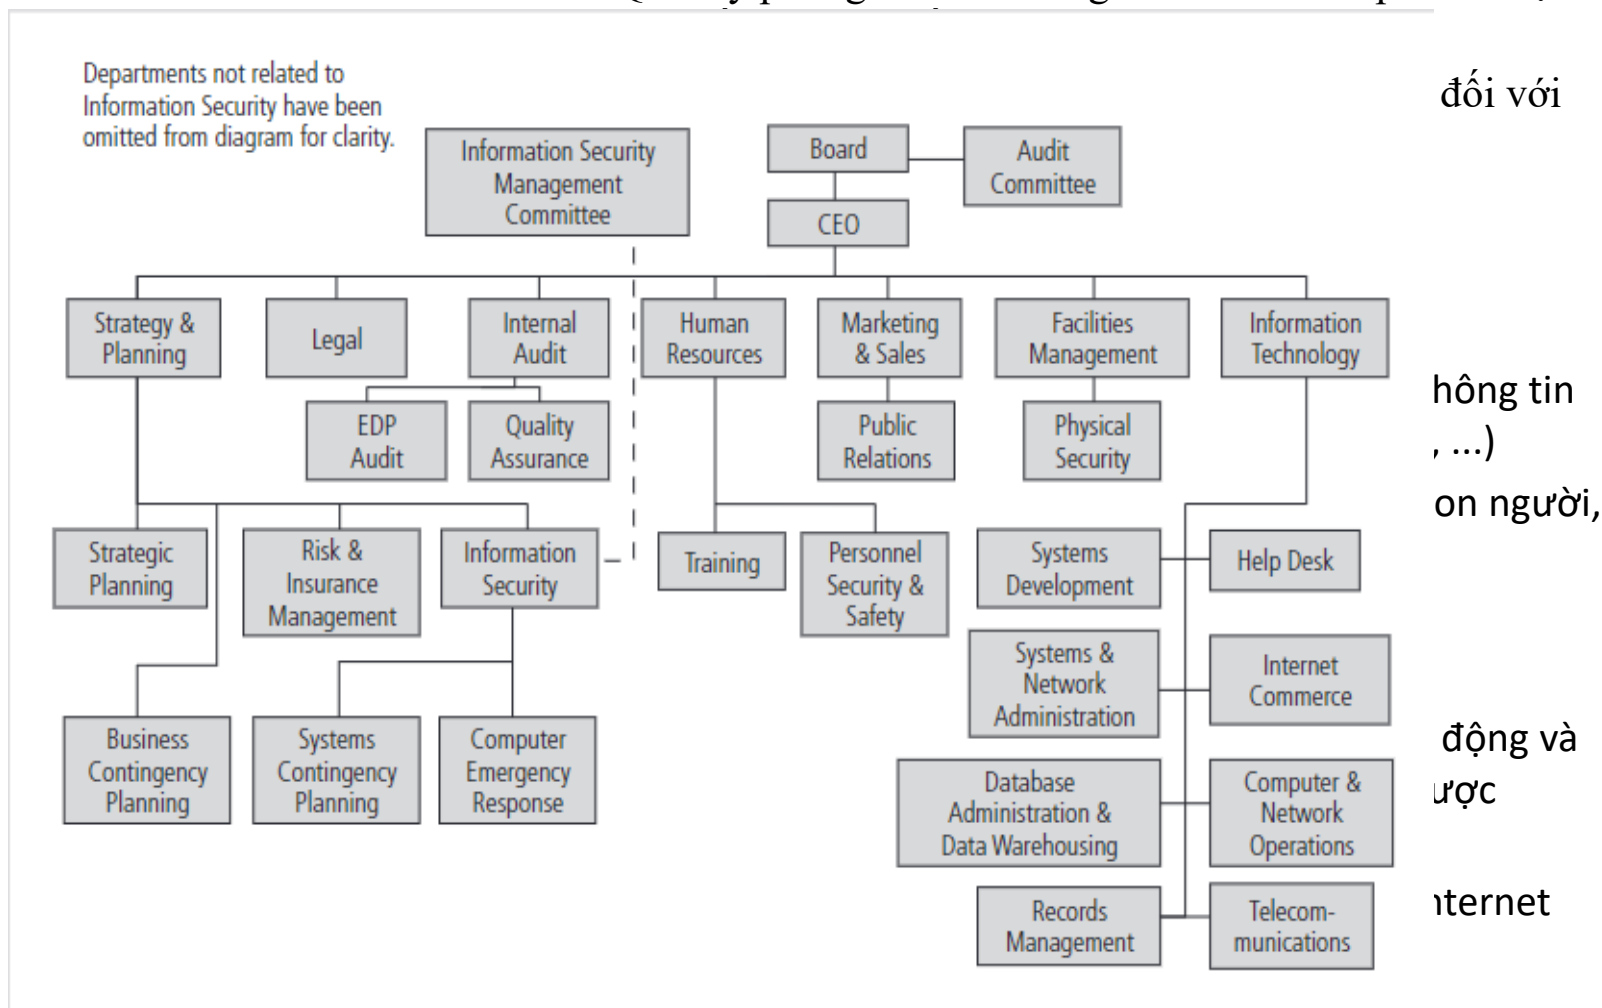 Departments not related to
Information Security have been
omitted from diagram for clarity.
đối với
Information Security
Management
Committee
Board
Audit
Committee
CEO
Strategy &
Planning
Legal
Internal
Audit
Human
Resources
Marketing
& Sales
Facilities
Management
Information
Technology
EDP
Audit
Quality
Assurance
Public
Relations
Physical
Security
tin
, ...)
người,
Strategic
Planning
Risk &
Insurance
Management
Information
Security
Training
Personnel
Security &
Safety
Systems
Development
Help Desk
Systems &
Network
Administration
Internet
Commerce
Business
Contingency
Planning
Systems
Contingency
Planning
Computer
Emergency
Response
động và
Database
Administration &
Data Warehousing
Computer &
Network
Operations
Records
Management
Telecom-
munications